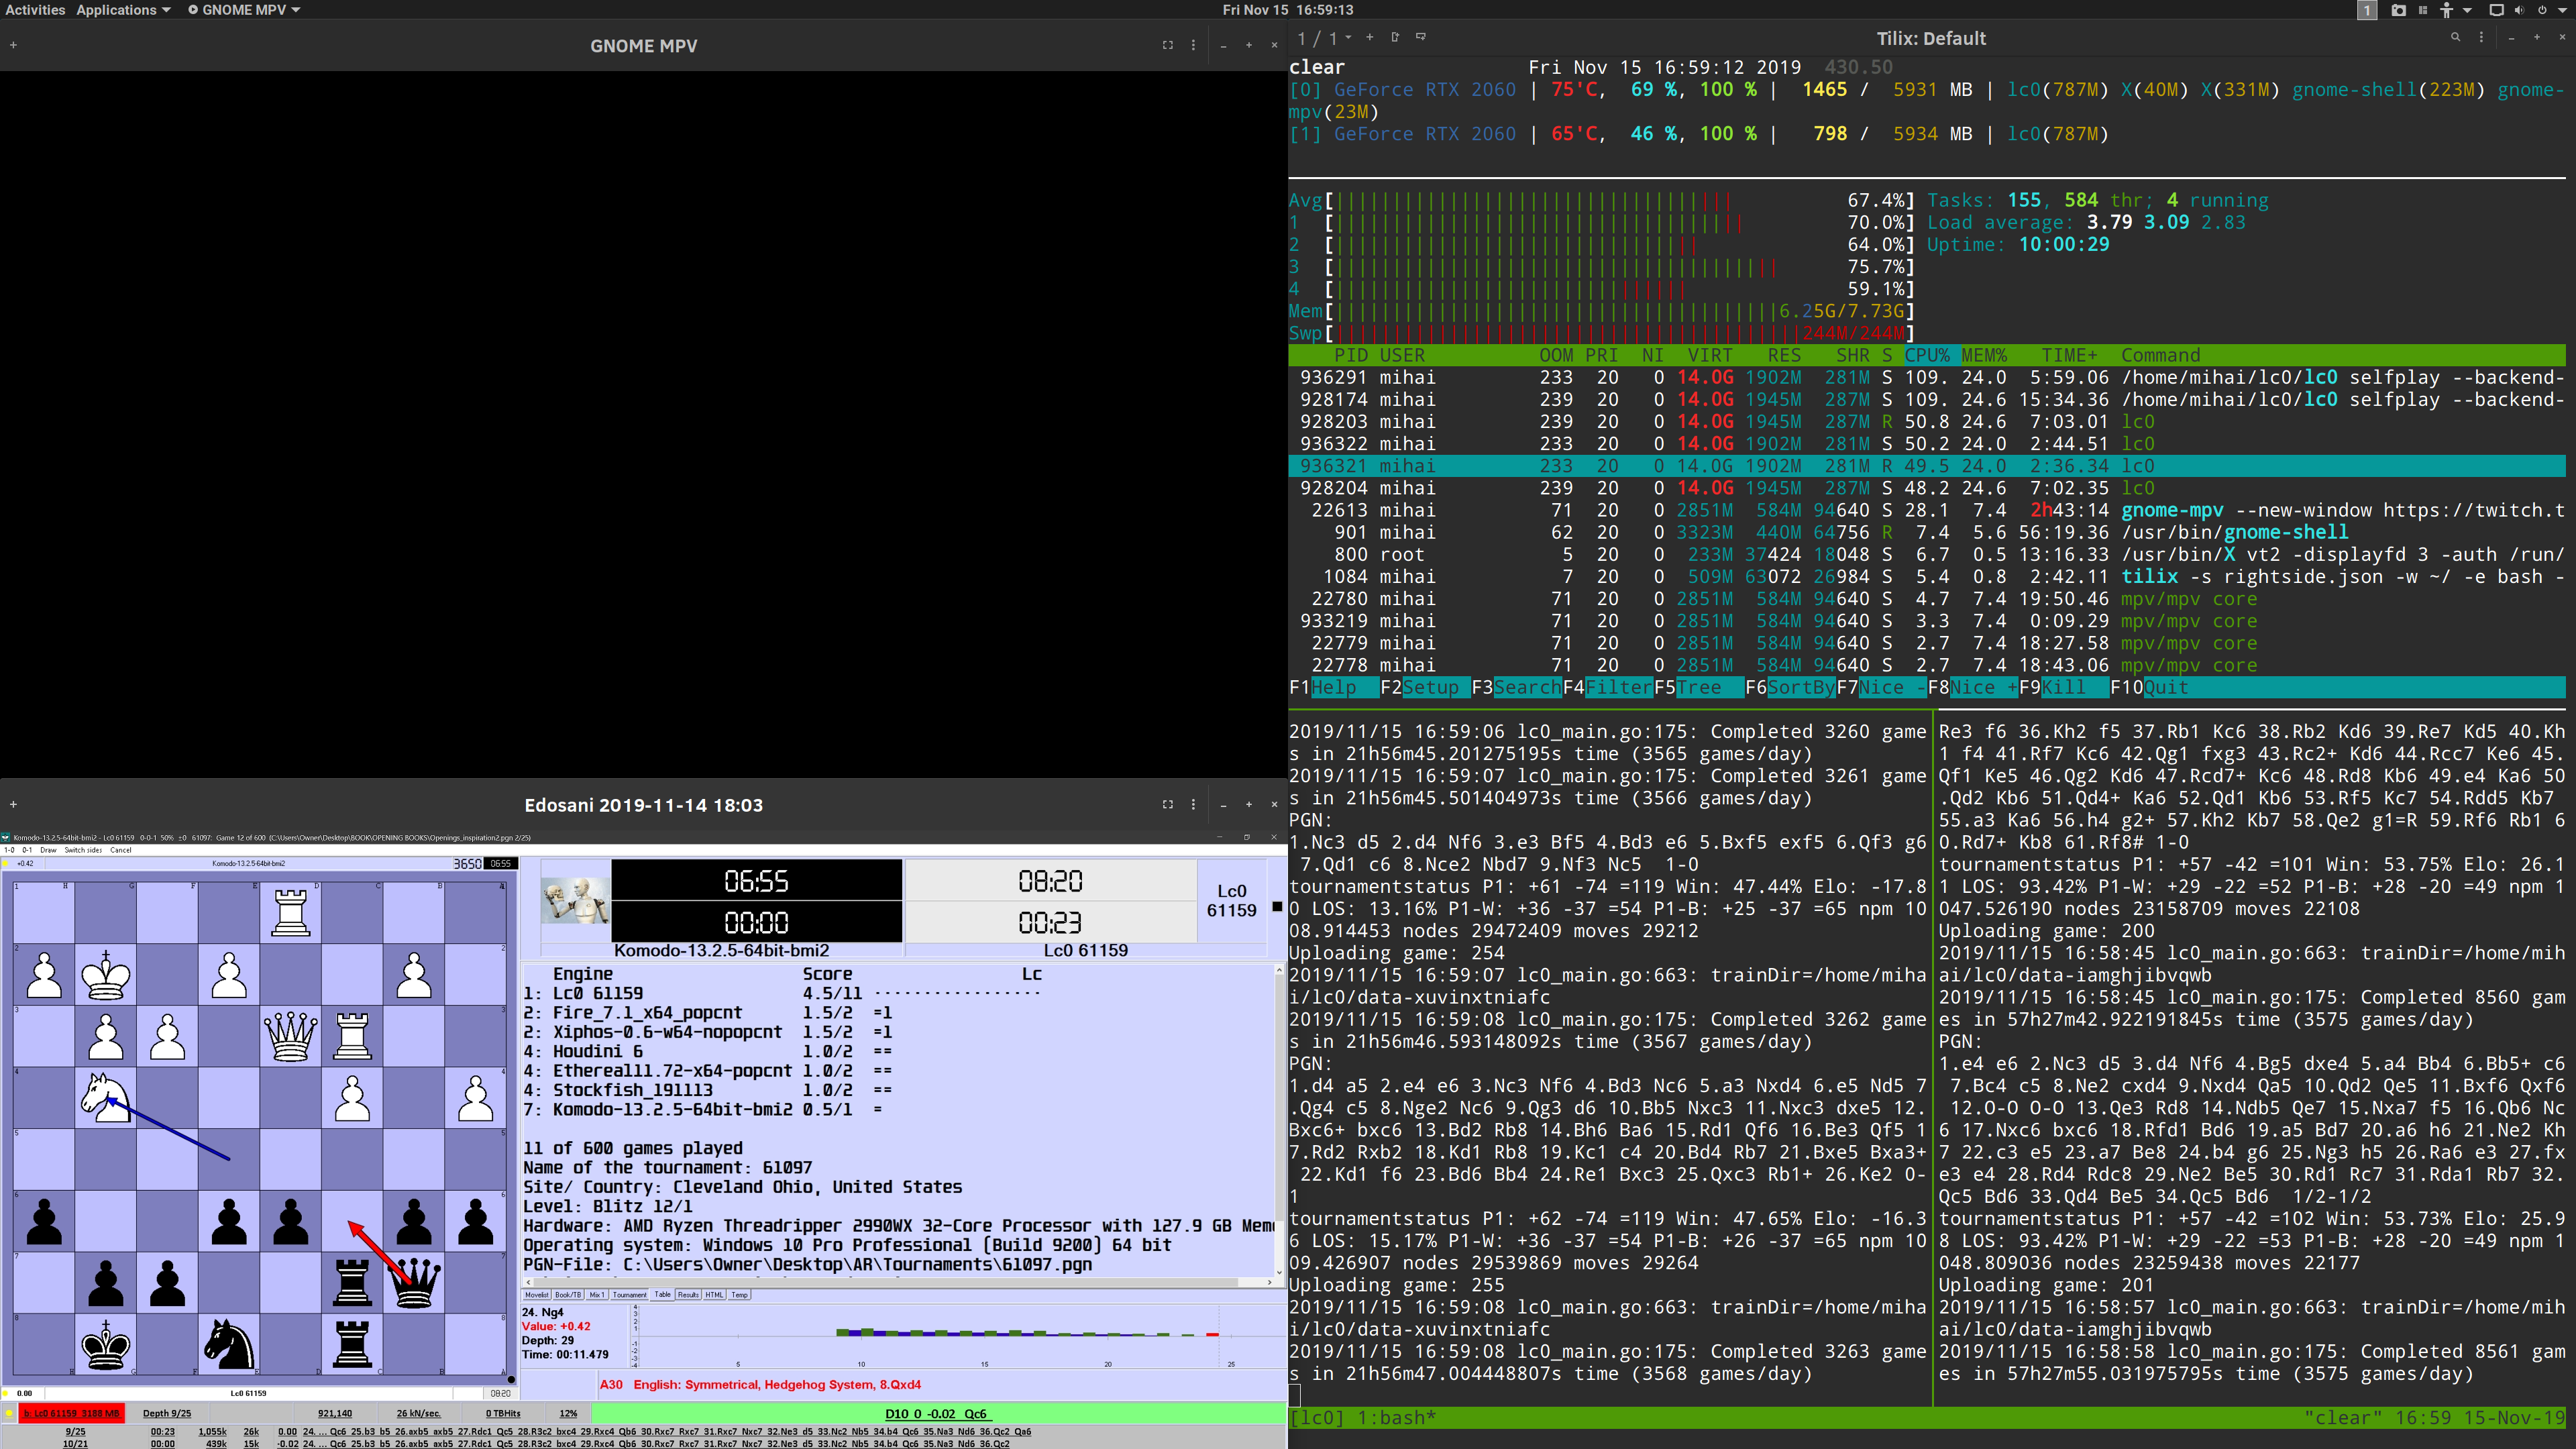 Activities Applications GNOME MPV Fri Nov 15 16:59:13 1
GNOME MPV
1 / 1 Tilix: Default
clear Fri Nov 15 16:59:12 2019 430.50
[0] GeForce RTX 2060 | 75'C, 69 %, 100 % | 1465 / 5931 MB | lc0(787M) X(40M) X(331M) gnome-shell(223M) gnome-
mpv(23M)
[1] GeForce RTX 2060 | 65'C, 46 %, 100 % | 798 / 5934 MB | lc0(787M)
Avg[ 67.4%] Tasks: 155, 584 thr; 4 running
1 [ 70.0%] Load average: 3.79 3.09 2.83
2 [ 64.0%] Uptime: 10:00:29
3 [ 75.7%]
4 [ 59.1%]
Mem[ 6.25G/7.73G]
Swp[ 244M/244M]
PID USER OOM PRI NI VIRT RES SHR S CPU% MEM% TIME+ Command
936291 mihai 233 20 0 14.0G 1902M 281M S 109. 24.0 5:59.06 /home/mihai/lc0/lc0 selfplay --backend-
928174 mihai 239 20 0 14.0G 1945M 287M S 109. 24.6 15:34.36 /home/mihai/lc0/lc0 selfplay --backend-
928203 mihai 239 20 0 14.0G 1945M 287M R 50.8 24.6 7:03.01 lc0
936322 mihai 233 20 0 14.0G 1902M 281M S 50.2 24.0 2:44.51 lc0
936321 mihai 233 20 0 14.0G 1902M 281M R 49.5 24.0 2:36.34 lc0
928204 mihai 239 20 0 14.0G 1945M 287M S 48.2 24.6 7:02.35 lc0
22613 mihai 71 20 0 2851M 584M 94640 S 28.1 7.4 2h43:14 gnome-mpv --new-window https://twitch.t
901 mihai 62 20 0 3323M 440M 64756 R 7.4 5.6 56:19.36 /usr/bin/gnome-shell
800 root 5 20 0 233M 37424 18048 S 6.7 0.5 13:16.33 /usr/bin/X vt2 -displayfd 3 -auth /run/
1084 mihai 7 20 0 509M 63072 26984 S 5.4 0.8 2:42.11 tilix -s rightside.json -w ~/ -e bash -
22780 mihai 71 20 0 2851M 584M 94640 S 4.7 7.4 19:50.46 mpv/mpv core
933219 mihai 71 20 0 2851M 584M 94640 S 3.3 7.4 0:09.29 mpv/mpv core
22779 mihai 71 20 0 2851M 584M 94640 S 2.7 7.4 18:27.58 mpv/mpv core
22778 mihai 71 20 0 2851M 584M 94640 S 2.7 7.4 18:43.06 mpv/mpv core
F1Help F2Setup F3SearchF4FilterF5Tree F6SortByF7Nice -F8Nice +F9Kill F10Quit
2019/11/15 16:59:06 lc0_main.go:175: Completed 3260 game
s in 21h56m45.201275195s time (3565 games/day)
2019/11/15 16:59:07 lc0_main.go:175: Completed 3261 game
s in 21h56m45.501404973s time (3566 games/day)
PGN:
1.Nc3 d5 2.d4 Nf6 3.e3 Bf5 4.Bd3 e6 5.Bxf5 exf5 6.Qf3 g6
7.Qd1 c6 8.Nce2 Nbd7 9.Nf3 Nc5 1-0
tournamentstatus P1: +61 -74 =119 Win: 47.44% Elo: -17.8
0 LOS: 13.16% P1-W: +36 -37 =54 P1-B: +25 -37 =65 npm 10
08.914453 nodes 29472409 moves 29212
Uploading game: 254
2019/11/15 16:59:07 lc0_main.go:663: trainDir=/home/miha
i/lc0/data-xuvinxtniafc
2019/11/15 16:59:08 lc0_main.go:175: Completed 3262 game
s in 21h56m46.593148092s time (3567 games/day)
PGN:
1.d4 a5 2.e4 e6 3.Nc3 Nf6 4.Bd3 Nc6 5.a3 Nxd4 6.e5 Nd5 7
.Qg4 c5 8.Nge2 Nc6 9.Qg3 d6 10.Bb5 Nxc3 11.Nxc3 dxe5 12.
Bxc6+ bxc6 13.Bd2 Rb8 14.Bh6 Ba6 15.Rd1 Qf6 16.Be3 Qf5 1
7.Rd2 Rxb2 18.Kd1 Rb8 19.Kc1 c4 20.Bd4 Rb7 21.Bxe5 Bxa3+
22.Kd1 f6 23.Bd6 Bb4 24.Re1 Bxc3 25.Qxc3 Rb1+ 26.Ke2 0-
1
tournamentstatus P1: +62 -74 =119 Win: 47.65% Elo: -16.3
6 LOS: 15.17% P1-W: +36 -37 =54 P1-B: +26 -37 =65 npm 10
09.426907 nodes 29539869 moves 29264
Uploading game: 255
2019/11/15 16:59:08 lc0_main.go:663: trainDir=/home/miha
i/lc0/data-xuvinxtniafc
2019/11/15 16:59:08 lc0_main.go:175: Completed 3263 game
s in 21h56m47.004448807s time (3568 games/day)
Re3 f6 36.Kh2 f5 37.Rb1 Kc6 38.Rb2 Kd6 39.Re7 Kd5 40.Kh
1 f4 41.Rf7 Kc6 42.Qg1 fxg3 43.Rc2+ Kd6 44.Rcc7 Ke6 45.
Qf1 Ke5 46.Qg2 Kd6 47.Rcd7+ Kc6 48.Rd8 Kb6 49.e4 Ka6 50
.Qd2 Kb6 51.Qd4+ Ka6 52.Qd1 Kb6 53.Rf5 Kc7 54.Rdd5 Kb7
55.a3 Ka6 56.h4 g2+ 57.Kh2 Kb7 58.Qe2 g1=R 59.Rf6 Rb1 6
0.Rd7+ Kb8 61.Rf8# 1-0
tournamentstatus P1: +57 -42 =101 Win: 53.75% Elo: 26.1
1 LOS: 93.42% P1-W: +29 -22 =52 P1-B: +28 -20 =49 npm 1
047.526190 nodes 23158709 moves 22108
Uploading game: 200
2019/11/15 16:58:45 lc0_main.go:663: trainDir=/home/mih
ai/lc0/data-iamghjibvqwb
2019/11/15 16:58:45 lc0_main.go:175: Completed 8560 gam
es in 57h27m42.922191845s time (3575 games/day)
PGN:
1.e4 e6 2.Nc3 d5 3.d4 Nf6 4.Bg5 dxe4 5.a4 Bb4 6.Bb5+ c6
7.Bc4 c5 8.Ne2 cxd4 9.Nxd4 Qa5 10.Qd2 Qe5 11.Bxf6 Qxf6
12.O-O O-O 13.Qe3 Rd8 14.Ndb5 Qe7 15.Nxa7 f5 16.Qb6 Nc
6 17.Nxc6 bxc6 18.Rfd1 Bd6 19.a5 Bd7 20.a6 h6 21.Ne2 Kh
7 22.c3 e5 23.a7 Be8 24.b4 g6 25.Ng3 h5 26.Ra6 e3 27.fx
e3 e4 28.Rd4 Rdc8 29.Ne2 Be5 30.Rd1 Rc7 31.Rda1 Rb7 32.
Qc5 Bd6 33.Qd4 Be5 34.Qc5 Bd6 1/2-1/2
tournamentstatus P1: +57 -42 =102 Win: 53.73% Elo: 25.9
8 LOS: 93.42% P1-W: +29 -22 =53 P1-B: +28 -20 =49 npm 1
048.809036 nodes 23259438 moves 22177
Uploading game: 201
2019/11/15 16:58:57 lc0_main.go:663: trainDir=/home/mih
ai/lc0/data-iamghjibvqwb
2019/11/15 16:58:58 lc0_main.go:175: Completed 8561 gam
es in 57h27m55.031975795s time (3575 games/day)
[lc0] 1:bash* "clear" 16:59 15-Nov-19
Edosani 2019-11-14 18:03
Komodo-13.2.5-64bit-bmi2 - Lc0 61159 0-0-1 50% ±0 61097: Game 12 of 600 (C:\Users\Owner\Desktop\BOOK\OPENING BOOKS\Openings_inspiration2.pgn 2/25)
1-0 0-1 Draw Switch sides Cancel
+0.42 Komodo-13.2.5-64bit-bmi2 3650 06:55
06:55 08:20 Lc0
00:00 00:23 61159
Komodo-13.2.5-64bit-bmi2 Lc0 61159
Engine Score Lc
1: Lc0 61159 4.5/11 ·················
2: Fire_7.1_x64_popcnt 1.5/2 =1
2: Xiphos-0.6-w64-nopopcnt 1.5/2 =1
4: Houdini 6 1.0/2 ==
4: Ethereal11.72-x64-popcnt 1.0/2 ==
4: Stockfish_191113 1.0/2 ==
7: Komodo-13.2.5-64bit-bmi2 0.5/1 =
11 of 600 games played
Name of the tournament: 61097
Site/ Country: Cleveland Ohio, United States
Level: Blitz 12/1
Hardware: AMD Ryzen Threadripper 2990WX 32-Core Processor with 127.9 GB Mem
Operating system: Windows 10 Pro Professional (Build 9200) 64 bit
PGN-File: C:\Users\Owner\Desktop\AR\Tournaments\61097.pgn
Movelist Book/TB Mix 1 Tournament Table Results HTML Temp
24. Ng4
Value: +0.42
Depth: 29
Time: 00:11.479
5 10 15 20 25
A30 English: Symmetrical, Hedgehog System, 8.Qxd4
0.00 Lc0 61159 08:20
b: Lc0 61159 3188 MB Depth 9/25 921,140 26 kN/sec. 0 TBHits 12% D10 0 -0.02 Qc6
9/25 00:23 1,055k 26k 0.00 24. ... Qc6 25.b3 b5 26.axb5 axb5 27.Rdc1 Qc5 28.R3c2 bxc4 29.Rxc4 Qb6 30.Rxc7 Rxc7 31.Rxc7 Nxc7 32.Ne3 d5 33.Nc2 Nb5 34.b4 Qc6 35.Na3 Nd6 36.Qc2 Qa6
10/21 00:00 439k 15k -0.02 24. ... Qc6 25.b3 b5 26.axb5 axb5 27.Rdc1 Qc5 28.R3c2 bxc4 29.Rxc4 Qb6 30.Rxc7 Rxc7 31.Rxc7 Nxc7 32.Ne3 d5 33.Nc2 Nb5 34.b4 Qc6 35.Na3 Nd6 36.Qc2